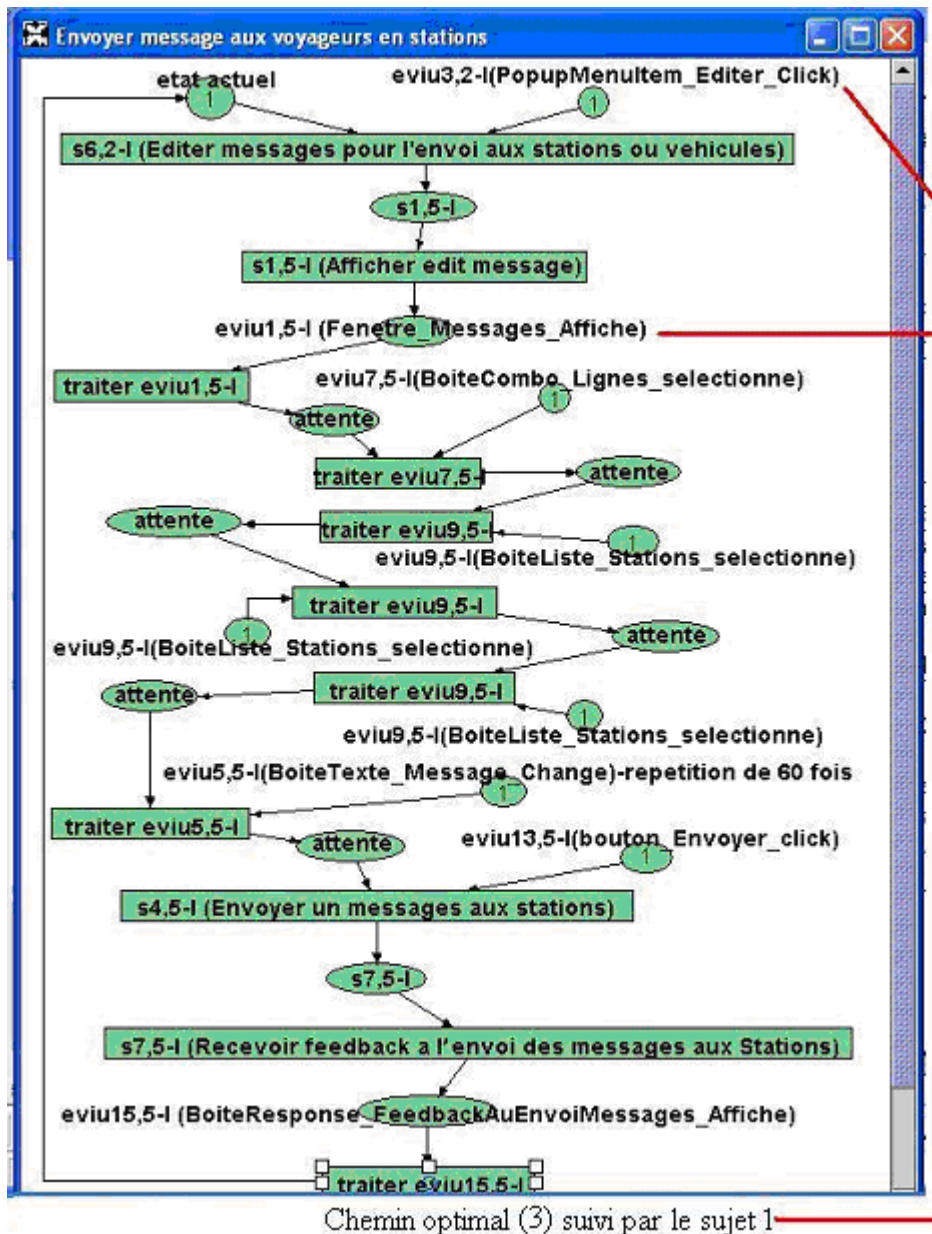 Envoyer message aux voyageurs en stations
etat actuel
eviu3,2-I(PopupMenuItem_Editer_Click)
1
1
s6,2-I (Editer messages pour l'envoi aux stations ou vehicules)
s1,5-I
s1,5-I (Afficher edit message)
eviu1,5-I (Fenetre_Messages_Affiche)
traiter eviu1,5-I
eviu7,5-I(BoiteCombo_Lignes_selectionne)
1
attente
traiter eviu7,5-I
attente
attente
traiter eviu9,5-I
1
eviu9,5-I(BoiteListe_Stations_selectionne)
traiter eviu9,5-I
1
attente
eviu9,5-I(BoiteListe_Stations_selectionne)
traiter eviu9,5-I
attente
1
eviu9,5-I(BoiteListe_Stations_selectionne)
eviu5,5-I(BoiteTexte_Message_Change)-repetition de 60 fois
1
traiter eviu5,5-I
attente
eviu13,5-I(bouton_Envoyer_click)
1
s4,5-I (Envoyer un messages aux stations)
s7,5-I
s7,5-I (Recevoir feedback a l'envoi des messages aux Stations)
eviu15,5-I (BoiteResponse_FeedbackAuEnvoiMessages_Affiche)
traiter eviu15,5-I
Chemin optimal (3) suivi par le sujet 1